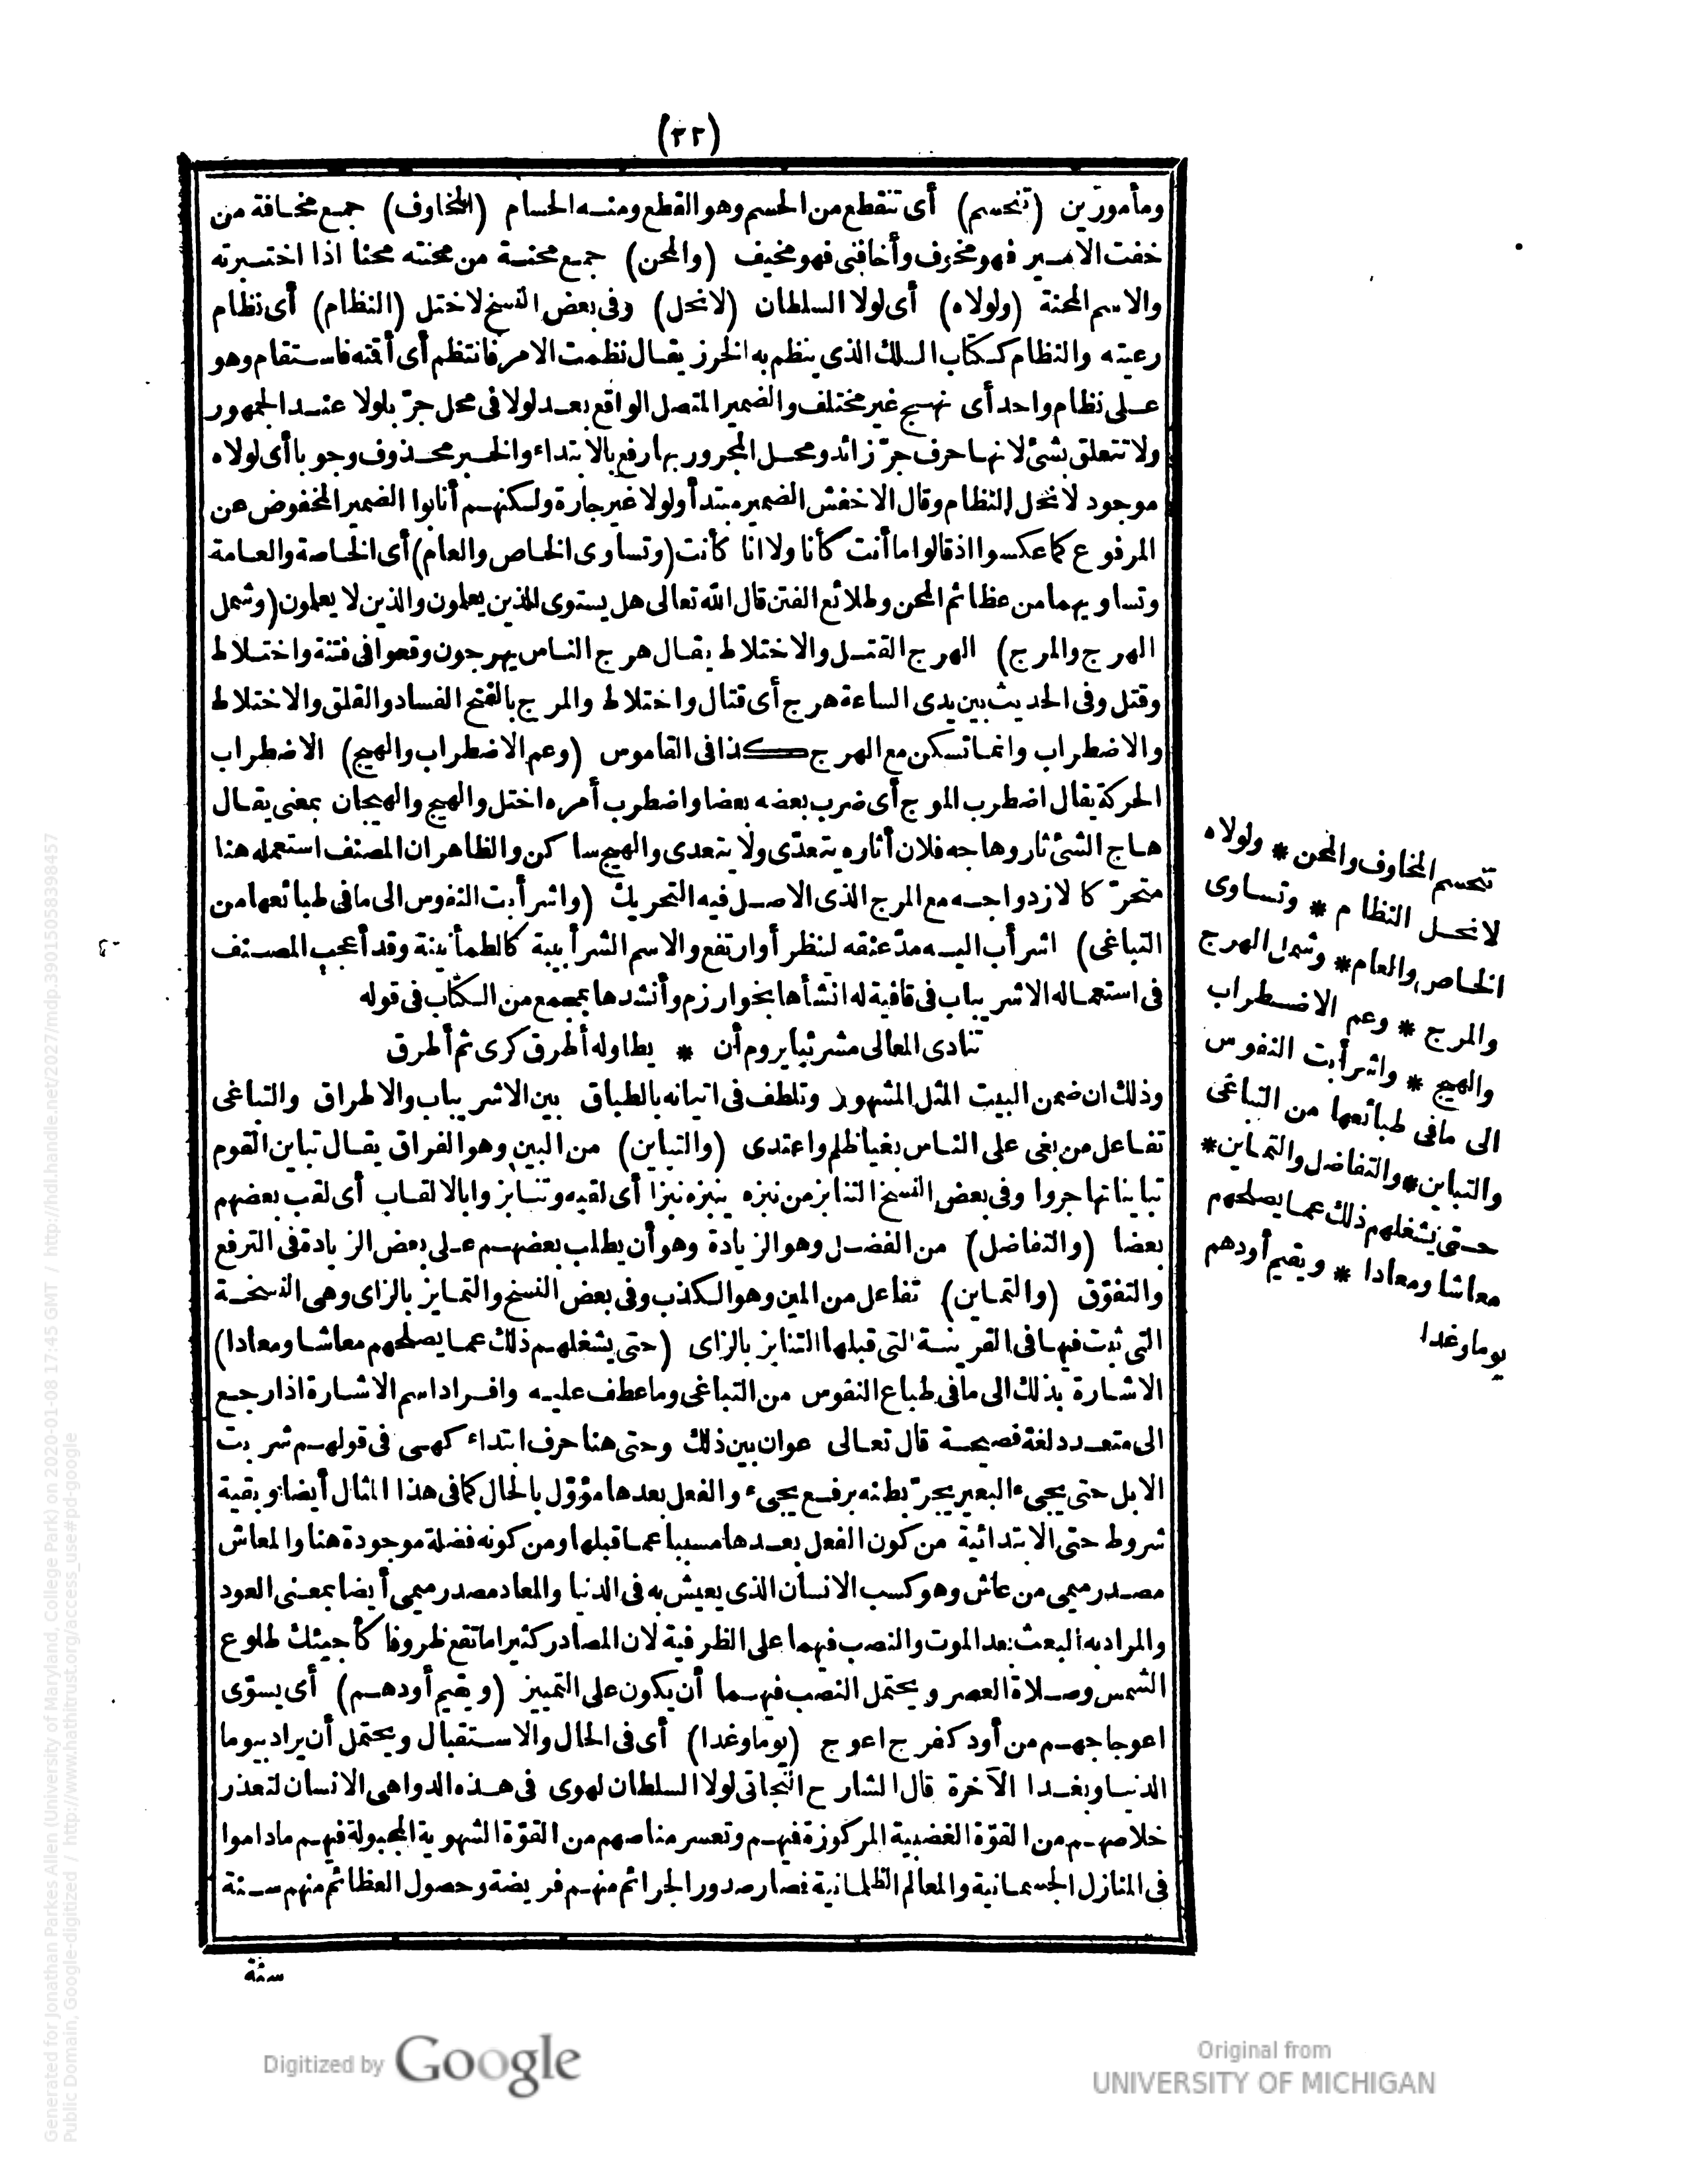 (٣٢)
ومأمورين (تنحسم) أى تنقطع من الحسم وهو القطع ومنه الحسام (المخاوف) جمع مخافة من
خفت الامير فهو مخوف وأخافنى فهو مخيف (والمحن) جمع محنة من محنته محنا اذا اختبرته
والاسم المحنة (ولولاه) أى لولا السلطان (لانحل) وفى بعض النسخ لاختل (النظام) أى نظام
رعيته والنظام ككتاب السلك الذى ينظم به الخرز يقال نظمت الامر فانتظم أى أقته فاستقام وهو
على نظام واحد أى نهج غير مختلف والضمير المتصل الواقع بعد لولا فى محل جرّ بلولا عند الجمهور
ولا تتعلق بشئ لانها حرف جرّ زائد ومحل المجرور بها رفع بالابتداء والخبر محذوف وجوبا أى لولاه
موجود لانحل النظام وقال الاخفش الضمير مبتدأ ولولا غير جارة ولكنهم أنابوا الضمير المخفوض عن
المرفوع كما عكسوا اذ قالوا ما أنت كأنا ولا انا كأنت (وتساوى الخاص والعام) أى الخاصة والعامة
وتساويهما من عظائم المحن وطلائع الفتن قال الله تعالى هل يستوى الذين يعلمون والذين لا يعلمون (وشمل
الهرج والمرج) الهرج القتل والاختلاط يقال هرج الناس يهرجون وقعوا فى فتنة واختلاط
وقتل وفى الحديث بين يدى الساعة هرج أى قتال واختلاط والمرج بالفتح الفساد والقلق والاختلاط
والاضطراب وانما تسكن مع الهرج كذا فى القاموس (وعم الاضطراب والهيج) الاضطراب
الحركة يقال اضطرب الموج أى ضرب بعضه بعضا واضطرب أمره اختل والهيج والهيجان بمعنى يقال
هاج الشئ ثار وهاجه فلان أثاره يتعدّى ولا يتعدى والهيج ساكن والظاهر ان المصنف استعمله هنا
متحرّكا لازدواجه مع المرج الذى الاصل فيه التحريك (واشرأبت النفوس الى ما فى طبائعها من
التباغى) اشرأب اليه مدّ عنقه لينظر أو ارتفع والاسم الشرأبيبة كالطمأنينة وقد أعجب المصنف
فى استعماله الاشريباب فى قافية له انشأها بخوارزم وأنشدها بمجمع من الكتاب فى قوله
تنادى المعالى مشرئبا يروم أن * يطاوله أطرق كرى ثم أطرق
وذلك ان ضمن البيت المثل المشهور وتلطف فى اتيانه بالطباق بين الاشريباب والاطراق والتباغى
تفاعل من بغى على الناس بغيا ظلم واعتدى (والتباين) من البين وهو الفراق يقال تباين القوم
تباينا تهاجروا وفى بعض النسخ التنابز من نبزه ينبزه نبزا أى لقبه وتنابزوا بالالقاب أى لقب بعضهم
بعضا (والتفاضل) من الفضل وهو الزيادة وهو أن يطلب بعضهم على بعض الزيادة فى الترفع
والتفوّق (والتماين) تفاعل من المين وهو الكذب وفى بعض النسخ والتمايز بالزاى وهى النسخة
التى ثبت فيها فى القرينة التى قبلها التنابز بالزاى (حتى يشغلهم ذلك عما يصلحهم معاشا ومعادا)
الاشارة بذلك الى ما فى طباع النفوس من التباغى وما عطف عليه وافراد اسم الاشارة اذا رجع
الى متعدد لغة فصيحة قال تعالى عوان بين ذلك وحتى هنا حرف ابتداء كهى فى قولهم شربت
الابل حتى يجىء البعير يجرّ بطنه برفع يجىء والفعل بعدها مؤوّل بالحال كما فى هذا المثال أيضا وبقية
شروط حتى الابتدائية من كون الفعل بعدها مسببا عما قبلها ومن كونه فضلة موجودة هنا والمعاش
مصدر ميمى من عاش وهو كسب الانسان الذى يعيش به فى الدنيا والمعاد مصدر ميمى أيضا بمعنى العود
والمراد به البعث بعد الموت والنصب فيهما على الظرفية لان المصادر كثيرا ما تقع ظروفا كأجيئك طلوع
الشمس وصلاة العصر ويحتمل النصب فيهما أن يكون على التمييز (ويقيم أودهم) أى يسوّى
اعوجاجهم من أود كفرج اعوج (يوما وغدا) أى فى الحال والاستقبال ويحتمل أن يراد بيوما
الدنيا وبغدا الآخرة قال الشارح النجاتى لولا السلطان لهوى فى هذه الدواهى الانسان لتعذر
خلاصهم من القوّة الغضبية المركوزة فيهم وتعسر مناصهم من القوّة الشهوية المجبولة فيهم ماداموا
فى المنازل الجسمانية والمعالم الظلمانية فصار صدور الجرائم منهم فريضة وحصول العظائم منهم سنة
سئة
تنحسم المخاوف والمحن * ولولاه
لانحل النظام * وتساوى
الخاص والعام * وشمل الهرج
والمرج * وعم الاضطراب
والهيج * واشرأبت النفوس
الى ما فى طبائعها من التباغى
والتباين * والتفاضل والتماين *
حتى يشغلهم ذلك عما يصلحهم
معاشا ومعادا * ويقيم أودهم
يوما وغدا
Generated for Jonathan Parkes Allen (University of Maryland, College Park) on 2020-01-08 17:45 GMT / http://hdl.handle.net/2027/mdp.39015058398457
Public Domain, Google-digitized / http://www.hathitrust.org/access_use#pd-google
Digitized by Google
Original from
UNIVERSITY OF MICHIGAN